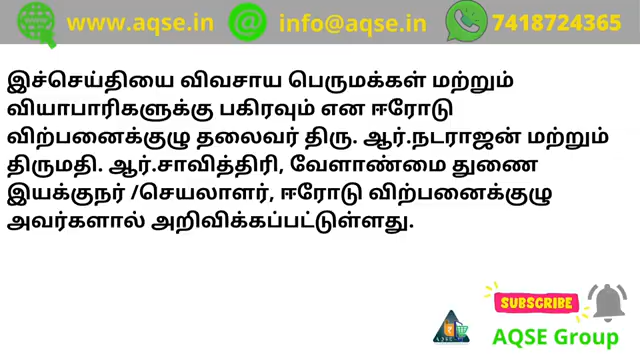 www.aqse.in info@aqse.in 7418724365
இச்செய்தியை விவசாய பெருமக்கள் மற்றும்
வியாபாரிகளுக்கு பகிரவும் என ஈரோடு
விற்பனைக்குழு தலைவர் திரு. ஆர்.நடராஜன் மற்றும்
திருமதி. ஆர்.சாவித்திரி, வேளாண்மை துணை
இயக்குநர் /செயலாளர், ஈரோடு விற்பனைக்குழு
அவர்களால் அறிவிக்கப்பட்டுள்ளது.
SUBSCRIBE
AQSE Group